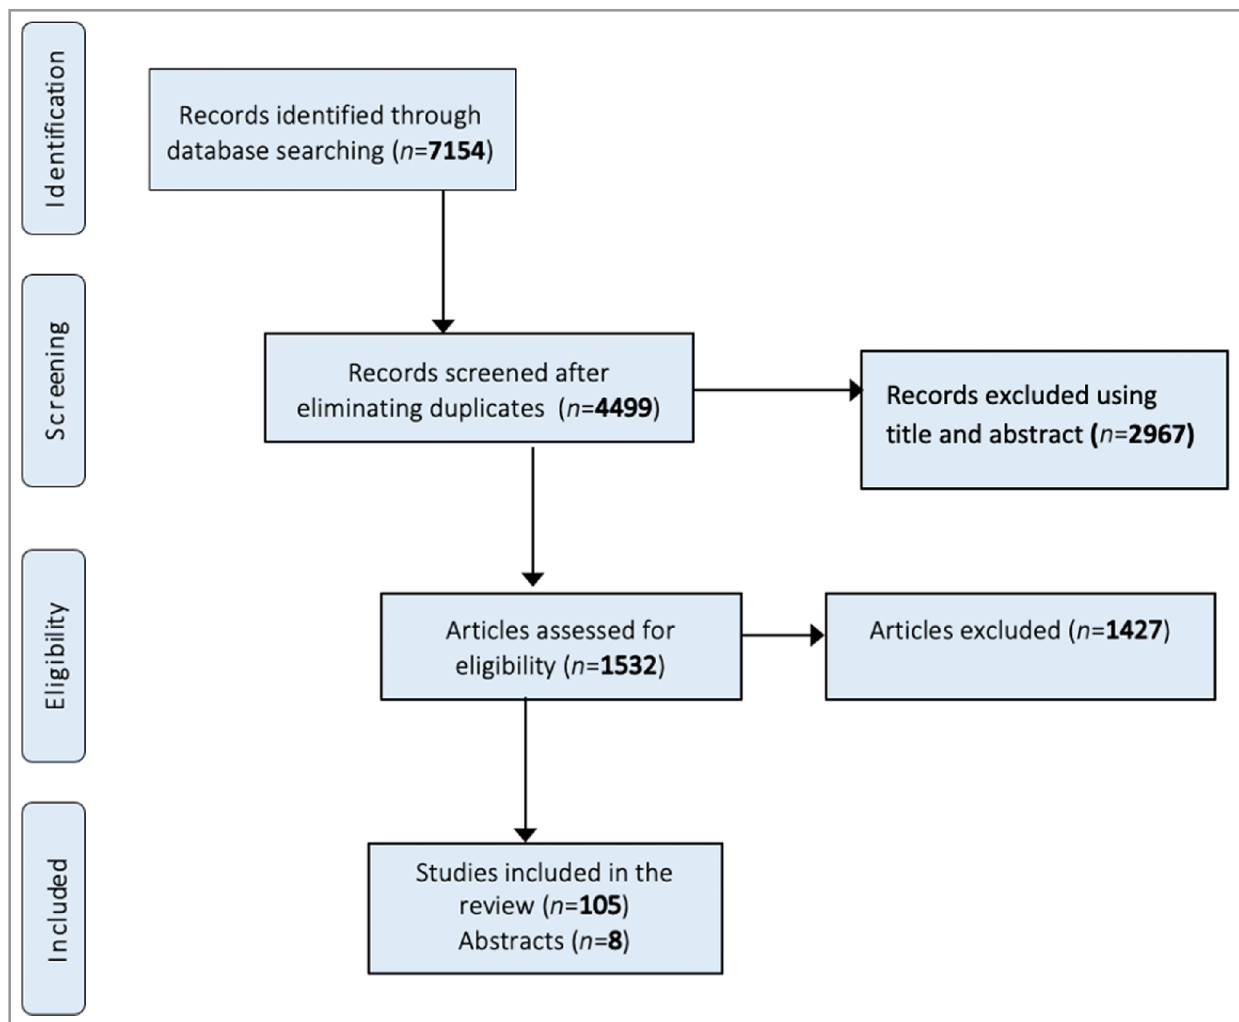 Identification
Records identified through
database searching (n=7154)
Screening
Records screened after
eliminating duplicates (n=4499)
Records excluded using
title and abstract (n=2967)
Eligibility
Articles assessed for
eligibility (n=1532)
Articles excluded (n=1427)
Included
Studies included in the
review (n=105)
Abstracts (n=8)